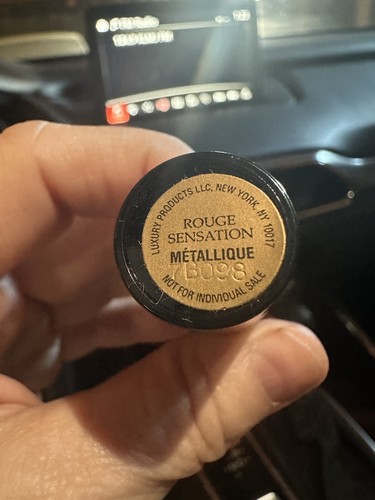 LUXURY PRODUCTS LLC, NEW YORK, NY 10017
ROUGE
SENSATION
MÉTALLIQUE
7B098
NOT FOR INDIVIDUAL SALE